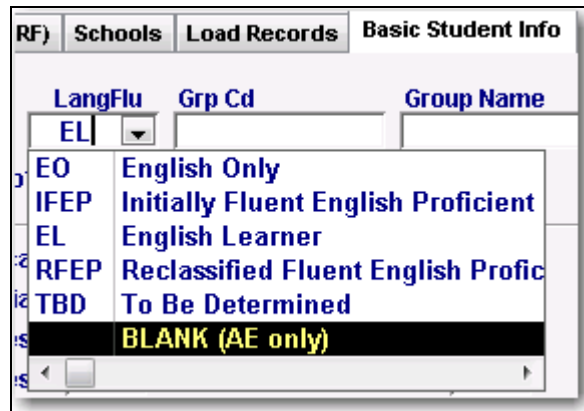 RF) Schools Load Records Basic Student Info
LangFlu Grp Cd Group Name
EL
EO English Only
IFEP Initially Fluent English Proficient
EL English Learner
RFEP Reclassified Fluent English Profic
TBD To Be Determined
BLANK (AE only)